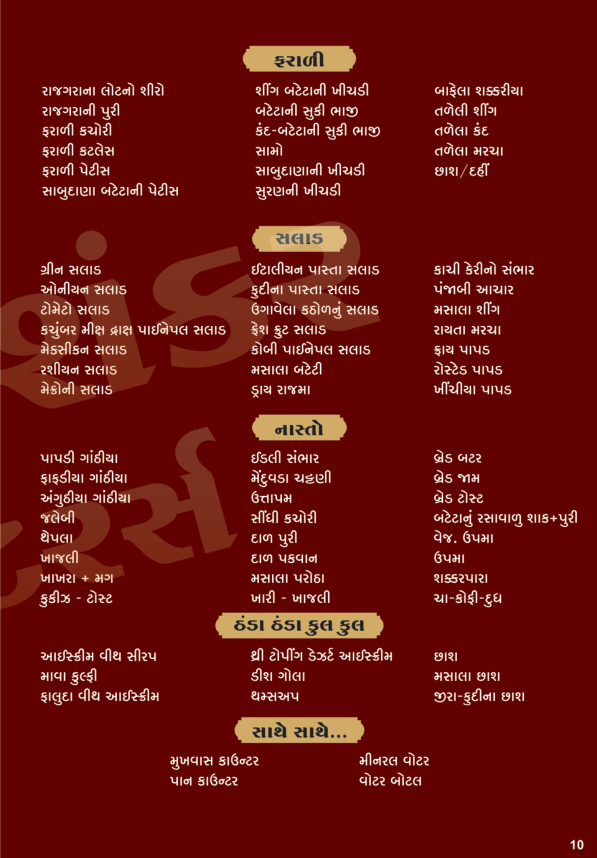 ફરાળી
રાજગરાના લોટનો શીરો
રાજગરાની પુરી
ફરાળી કચોરી
ફરાળી કટલેસ
ફરાળી પેટીસ
સાબુદાણા બટેટાની પેટીસ
શીંગ બટેટાની ખીચડી
બટેટાની સુકી ભાજી
કંદ-બટેટાની સુકી ભાજી
સામો
સાબુદાણાની ખીચડી
સુરણની ખીચડી
બાફેલા શક્કરીયા
તળેલી શીંગ
તળેલા કંદ
તળેલા મરચા
છાશ/દહીં
સલાડ
ગ્રીન સલાડ
ઓનીયન સલાડ
ટોમેટો સલાડ
કચુંબર મીક્ષ દ્રાક્ષ પાઈનેપલ સલાડ
મેક્સીકન સલાડ
રશીયન સલાડ
મેક્રોની સલાડ
ઈટાલીયન પાસ્તા સલાડ
કુદીના પાસ્તા સલાડ
ઉગાવેલા કઠોળનું સલાડ
ફ્રેશ ફ્રુટ સલાડ
કોબી પાઈનેપલ સલાડ
મસાલા બટેટી
ડ્રાય રાજમા
કાચી કેરીનો સંભાર
પંજાબી આચાર
મસાલા શીંગ
રાયતા મરચા
ફ્રાય પાપડ
રોસ્ટેડ પાપડ
ખીંચીયા પાપડ
નાસ્તો
પાપડી ગાંઠીયા
ફાફડીયા ગાંઠીયા
અંગુઠીયા ગાંઠીયા
જલેબી
થેપલા
ખાજલી
ખાખરા + મગ
કુકીઝ - ટોસ્ટ
ઈડલી સંભાર
મેંદુવડા ચટ્ટણી
ઉત્તાપમ
સીંધી કચોરી
દાળ પુરી
દાળ પકવાન
મસાલા પરોઠા
ખારી - ખાજલી
બ્રેડ બટર
બ્રેડ જામ
બ્રેડ ટોસ્ટ
બટેટાનું રસાવાળુ શાક+પુરી
વેજ. ઉપમા
ઉપમા
શક્કરપારા
ચા-કોફી-દુધ
ઠંડા ઠંડા કુલ કુલ
આઈસ્ક્રીમ વીથ સીરપ
માવા કુલ્ફી
ફાલુદા વીથ આઈસ્ક્રીમ
થ્રી ટોપીંગ ડેઝર્ટ આઈસ્ક્રીમ
ડીશ ગોલા
થમ્સઅપ
છાશ
મસાલા છાશ
જીરા-કુદીના છાશ
સાથે સાથે...
મુખવાસ કાઉન્ટર
પાન કાઉન્ટર
મીનરલ વોટર
વોટર બોટલ
શંકર
ટરર્સ
10